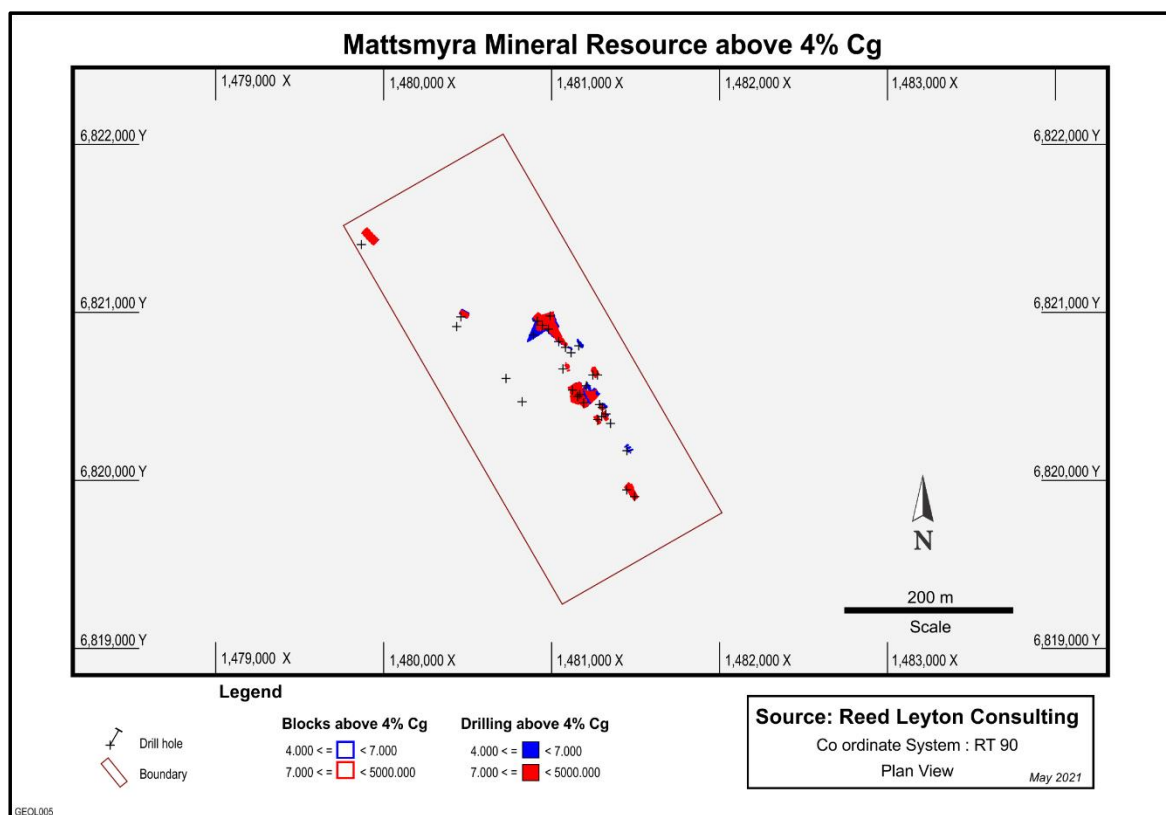 Mattsmyra Mineral Resource above 4% Cg
1,479,000 X
1,480,000 X
1,481,000 X
1,482,000 X
1,483,000 X
6,822,000 Y
6,822,000 Y
6,821,000 Y
6,821,000 Y
6,820,000 Y
6,820,000 Y
N
200 m
Scale
6,819,000 Y
6,819,000 Y
1,479,000 X
1,480,000 X
1,481,000 X
1,482,000 X
1,483,000 X
Legend
Drill hole
Boundary
Blocks above 4% Cg
4.000 <= < 7.000
7.000 <= < 5000.000
Drilling above 4% Cg
4.000 <= < 7.000
7.000 <= < 5000.000
Source: Reed Leyton Consulting
Co ordinate System : RT 90
Plan View
May 2021
GEOL005